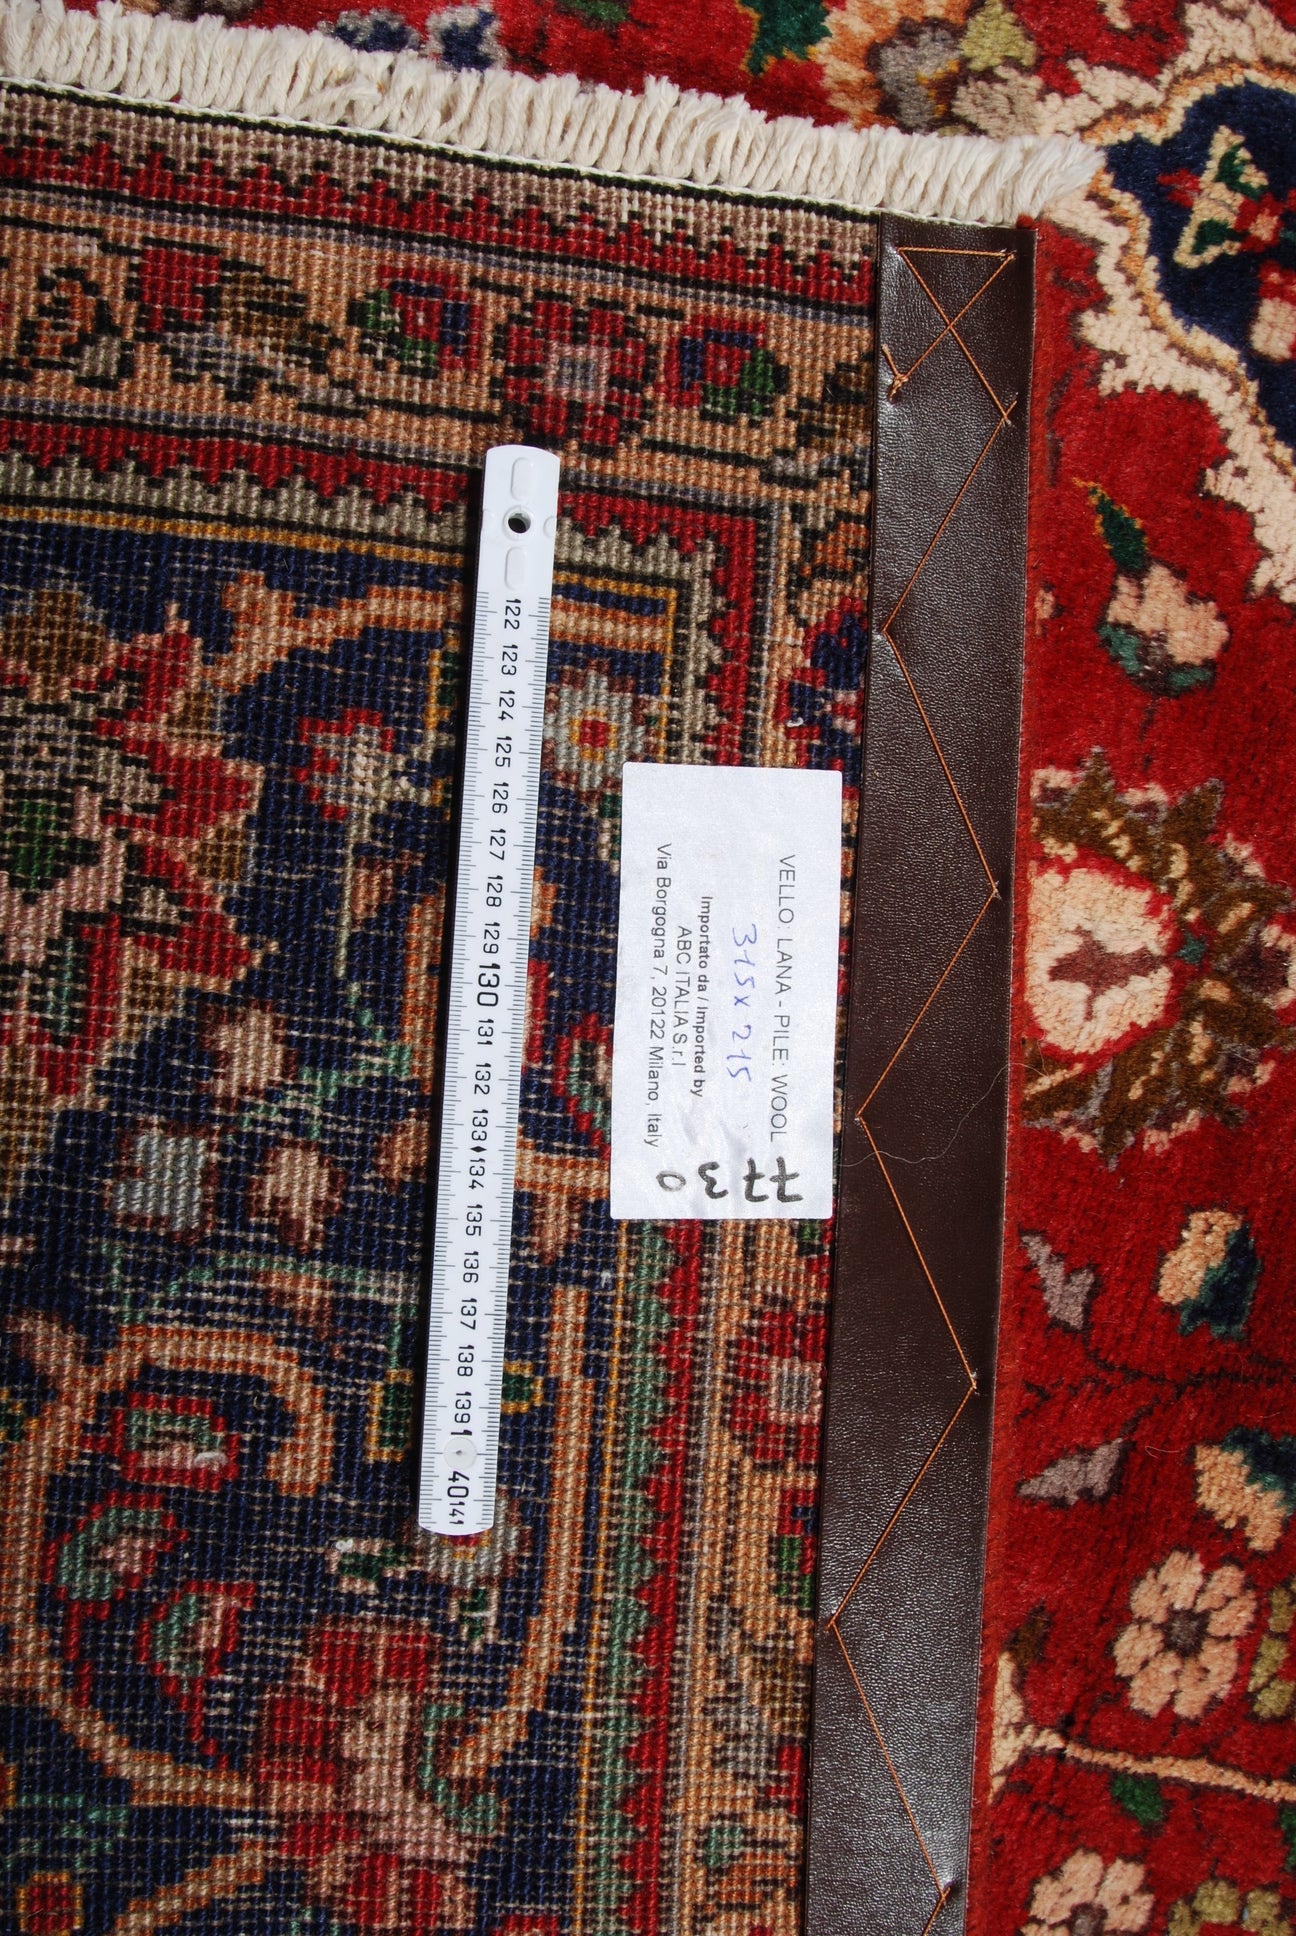 VELLO: LANA - PILE: WOOL
315 x 215
Importato da / Imported by
ABC ITALIA S.r.l
Via Borgogna 7, 20122 Milano, Italy
7730
122 123 124 125 126 127 128 129 130 131 132 133 134 135 136 137 138 139 140 141